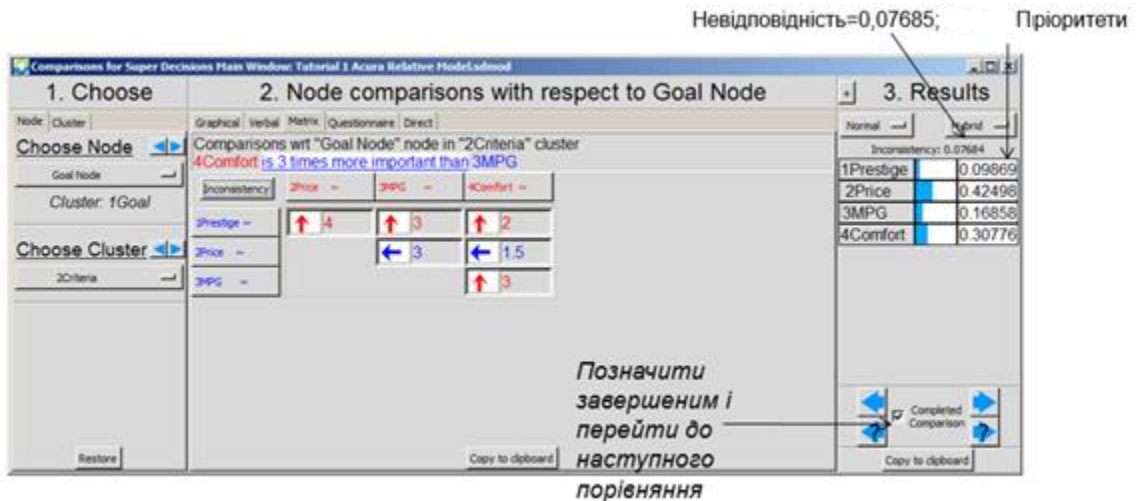 Невідповідність=0,07685; Пріоритети
Comparisons for Super Decisions Main Window: Tutorial 1 Acura Relative Model.sdmod
1. Choose
Node Cluster
Choose Node
Goal Node
Cluster: 1Goal
Choose Cluster
2Criteria
Restore
2. Node comparisons with respect to Goal Node
Graphical Verbal Matrix Questionnaire Direct
Comparisons wrt "Goal Node" node in "2Criteria" cluster
4Comfort is 3 times more important than 3MPG
Inconsistency 2Price ~ 3MPG ~ 4Comfort ~
1Prestige ~ 4 3 2
2Price ~ 3 1.5
3MPG ~ 3
Copy to clipboard
+ 3. Results
Normal Hybrid
Inconsistency: 0.07684
1Prestige 0.09869
2Price 0.42498
3MPG 0.16858
4Comfort 0.30776
Completed
Comparison
? ?
Copy to clipboard
Позначити
завершеним і
перейти до
наступного
порівняння